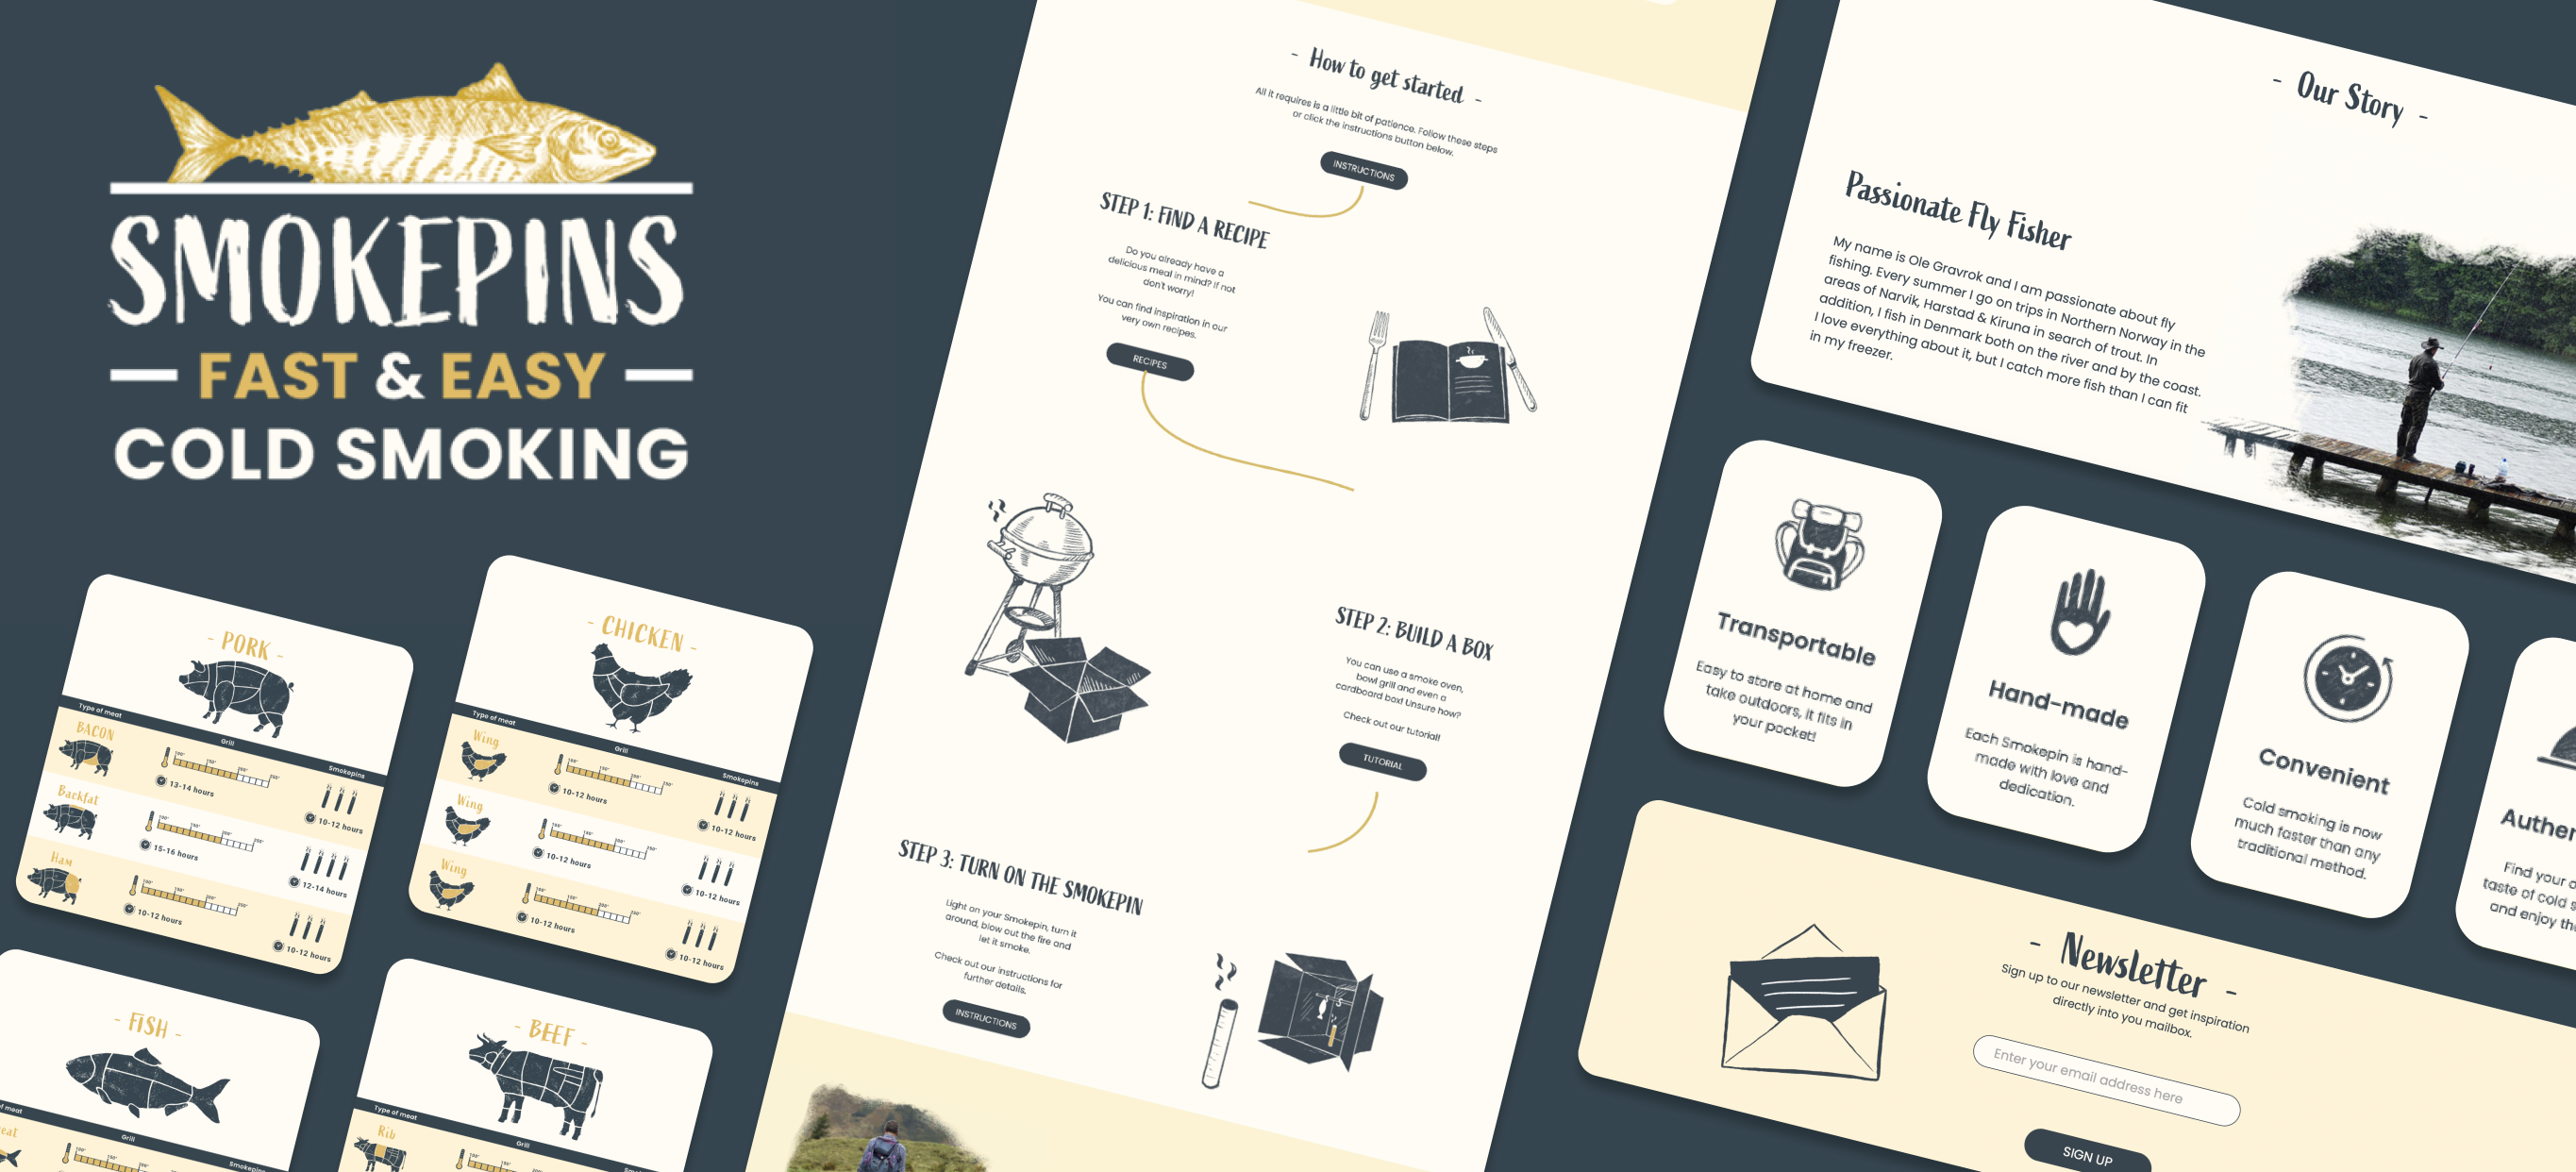 SMOKEPINS
FAST & EASY
COLD SMOKING
- PORK -
Type of meat
Grill
Smokepins
BACON
13-14 hours
10-12 hours
Backfat
15-16 hours
12-14 hours
Ham
10-12 hours
10-12 hours
- CHICKEN -
Type of meat
Grill
Smokepins
Wing
10-12 hours
10-12 hours
Wing
10-12 hours
10-12 hours
Wing
10-12 hours
10-12 hours
- FISH -
Grill
Smokepins
- BEEF -
Type of meat
Grill
Rib
- How to get started -
All it requires is a little bit of patience. Follow these steps
or click the instructions button below.
INSTRUCTIONS
STEP 1: FIND A RECIPE
Do you already have a
delicious meal in mind? If not
don't worry!
You can find inspiration in our
very own recipes.
RECIPES
STEP 2: BUILD A BOX
You can use a smoke oven,
bowl grill and even a
cardboard box! Unsure how?
Check out our tutorial!
TUTORIAL
STEP 3: TURN ON THE SMOKEPIN
Light on your Smokepin, turn it
around, blow out the fire and
let it smoke.
Check out our instructions for
further details.
INSTRUCTIONS
- Our Story -
Passionate Fly Fisher
My name is Ole Gravrok and I am passionate about fly
fishing. Every summer I go on trips in Northern Norway in the
areas of Narvik, Harstad & Kiruna in search of trout. In
addition, I fish in Denmark both on the river and by the coast.
I love everything about it, but I catch more fish than I can fit
in my freezer.
Transportable
Easy to store at home and
take outdoors, it fits in
your pocket!
Hand-made
Each Smokepin is hand-
made with love and
dedication.
Convenient
Cold smoking is now
much faster than any
traditional method.
Authen
Find your o
taste of cold s
and enjoy th
- Newsletter -
Sign up to our newsletter and get inspiration
directly into you mailbox.
Enter your email address here
SIGN UP